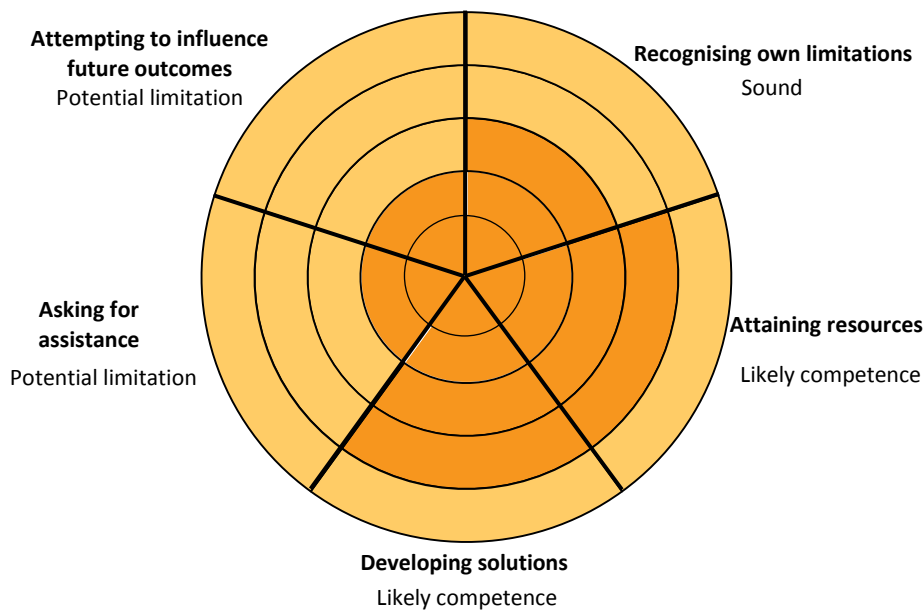 Attempting to influence
future outcomes
Potential limitation
Recognising own limitations
Sound
Asking for
assistance
Potential limitation
Attaining resources
Likely competence
Developing solutions
Likely competence